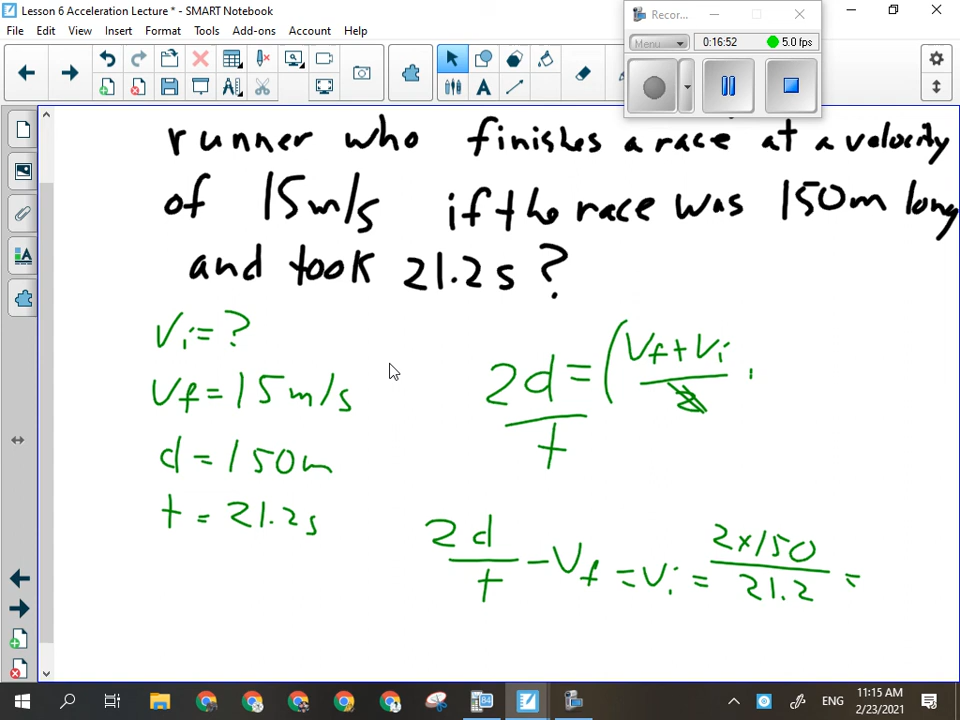 Lesson 6 Acceleration Lecture * - SMART Notebook
Recor...
File Edit View Insert Format Tools Add-ons Account Help
Menu 0:16:52 5.0 fps
runner who finishes a race at a velocity
of 15m/s if the race was 150m long
and took 21.2s?
Vi = ?
Vf = 15m/s
d = 150m
t = 21.2s
2d/t = (Vf + Vi/2
2d/t - Vf = Vi = 2×150/21.2 =
ENG
11:15 AM
2/23/2021